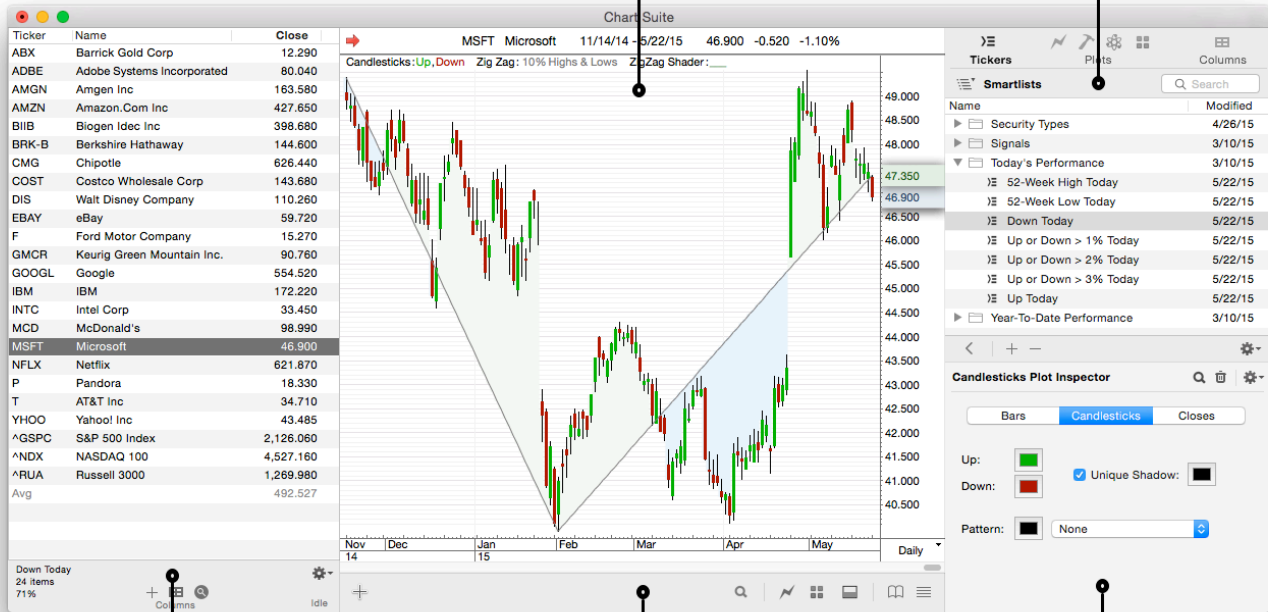 Chart Suite
Ticker Name Close
ABX Barrick Gold Corp 12.290
ADBE Adobe Systems Incorporated 80.040
AMGN Amgen Inc 163.580
AMZN Amazon.Com Inc 427.650
BIIB Biogen Idec Inc 398.680
BRK-B Berkshire Hathaway 144.600
CMG Chipotle 626.440
COST Costco Wholesale Corp 143.680
DIS Walt Disney Company 110.260
EBAY eBay 59.720
F Ford Motor Company 15.270
GMCR Keurig Green Mountain Inc. 90.760
GOOGL Google 554.520
IBM IBM 172.220
INTC Intel Corp 33.450
MCD McDonald's 98.990
MSFT Microsoft 46.900
NFLX Netflix 621.870
P Pandora 18.330
T AT&T Inc 34.710
YHOO Yahoo! Inc 43.485
^GSPC S&P 500 Index 2,126.060
^NDX NASDAQ 100 4,527.160
^RUA Russell 3000 1,269.980
Avg 492.527
Down Today
24 items
71%
Columns
Idle
MSFT Microsoft 11/14/14 - 5/22/15 46.900 -0.520 -1.10%
Candlesticks:Up,Down Zig Zag: 10% Highs & Lows ZigZag Shader:
49.000
48.500
48.000
47.350
46.900
46.500
46.000
45.500
45.000
44.500
44.000
43.500
43.000
42.500
42.000
41.500
41.000
40.500
Nov Dec Jan Feb Mar Apr May
14 15
Daily
Tickers Plots Columns
Smartlists Search
Name Modified
Security Types 4/26/15
Signals 3/10/15
Today's Performance 3/10/15
52-Week High Today 5/22/15
52-Week Low Today 5/22/15
Down Today 5/22/15
Up or Down > 1% Today 5/22/15
Up or Down > 2% Today 5/22/15
Up or Down > 3% Today 5/22/15
Up Today 5/22/15
Year-To-Date Performance 3/10/15
Candlesticks Plot Inspector
Bars Candlesticks Closes
Up:
Unique Shadow:
Down:
Pattern: None